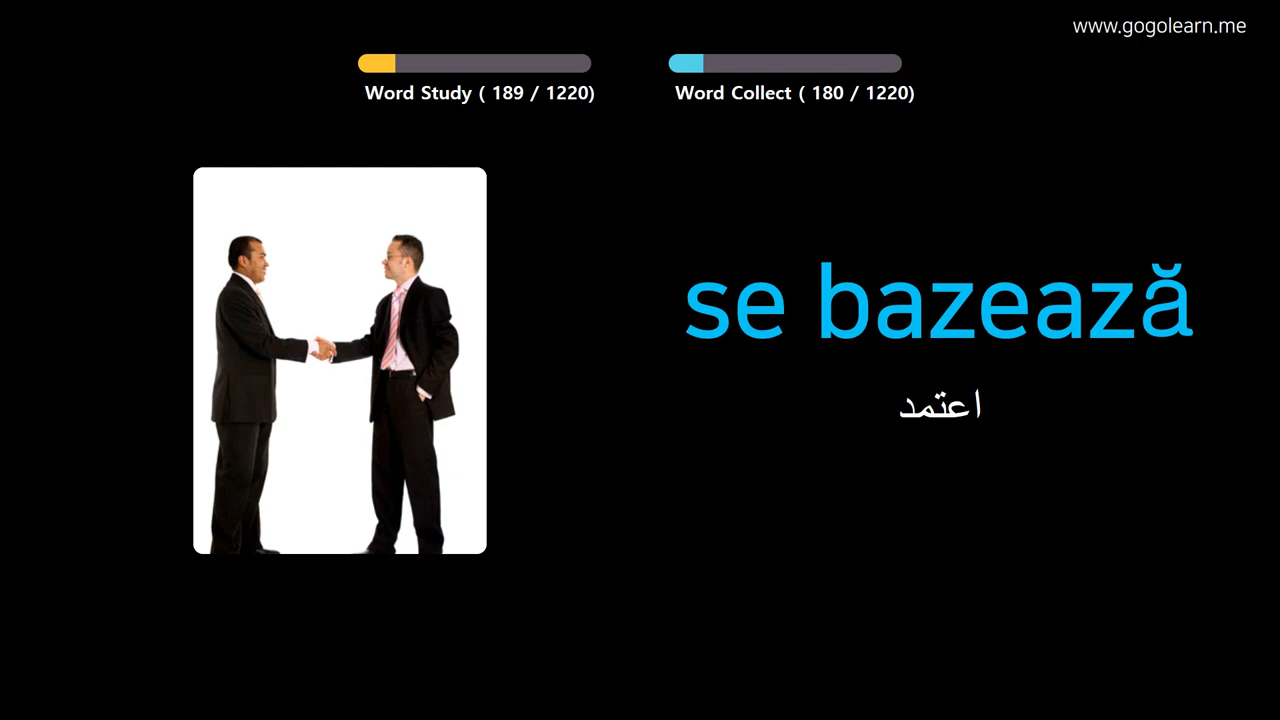 www.gogolearn.me
Word Study ( 189 / 1220)
Word Collect ( 180 / 1220)
se bazează
اعتمد